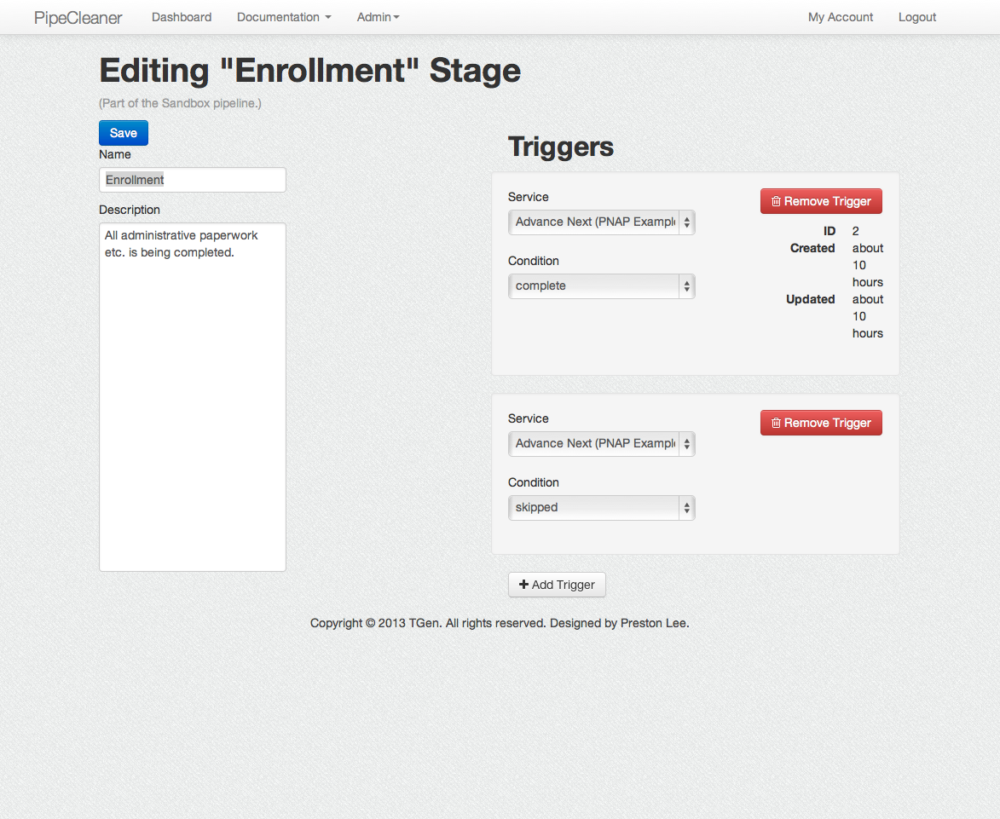 PipeCleaner Dashboard Documentation Admin My Account Logout
Editing "Enrollment" Stage
(Part of the Sandbox pipeline.)
Save
Name
Enrollment
Description
All administrative paperwork
etc. is being completed.
Triggers
Service
Advance Next (PNAP Exampl
Condition
complete
Remove Trigger
ID 2
Created about
10
hours
Updated about
10
hours
Service
Advance Next (PNAP Exampl
Condition
skipped
Remove Trigger
Add Trigger
Copyright © 2013 TGen. All rights reserved. Designed by Preston Lee.